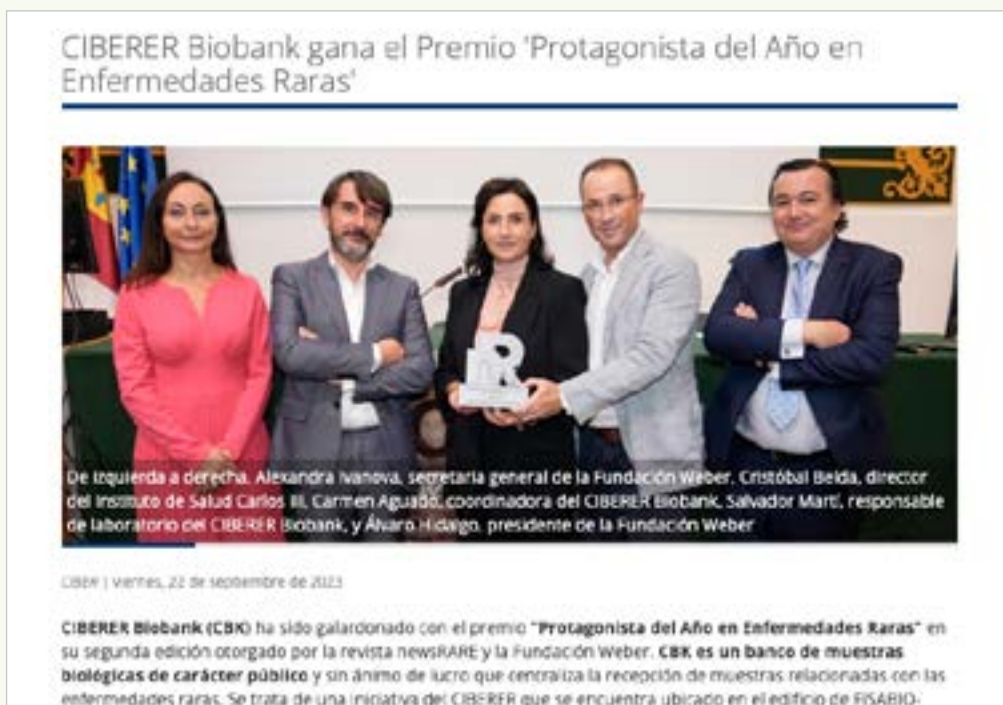 CIBERER Biobank gana el Premio 'Protagonista del Año en
Enfermedades Raras'
De izquierda a derecha, Alexandra Ivanova, secretaria general de la Fundación Weber, Cristóbal Belda, director
del Instituto de Salud Carlos III, Carmen Aguado, coordinadora del CIBERER Biobank, Salvador Martí, responsable
de laboratorio del CIBERER Biobank, y Álvaro Hidalgo, presidente de la Fundación Weber
CIBER | viernes, 22 de septiembre de 2023
CIBERER Biobank (CBK) ha sido galardonado con el premio "Protagonista del Año en Enfermedades Raras" en
su segunda edición otorgado por la revista newsRARE y la Fundación Weber. CBK es un banco de muestras
biológicas de carácter público y sin ánimo de lucro que centraliza la recepción de muestras relacionadas con las
enfermedades raras. Se trata de una iniciativa del CIBERER que se encuentra ubicado en el edificio de FISABIO-